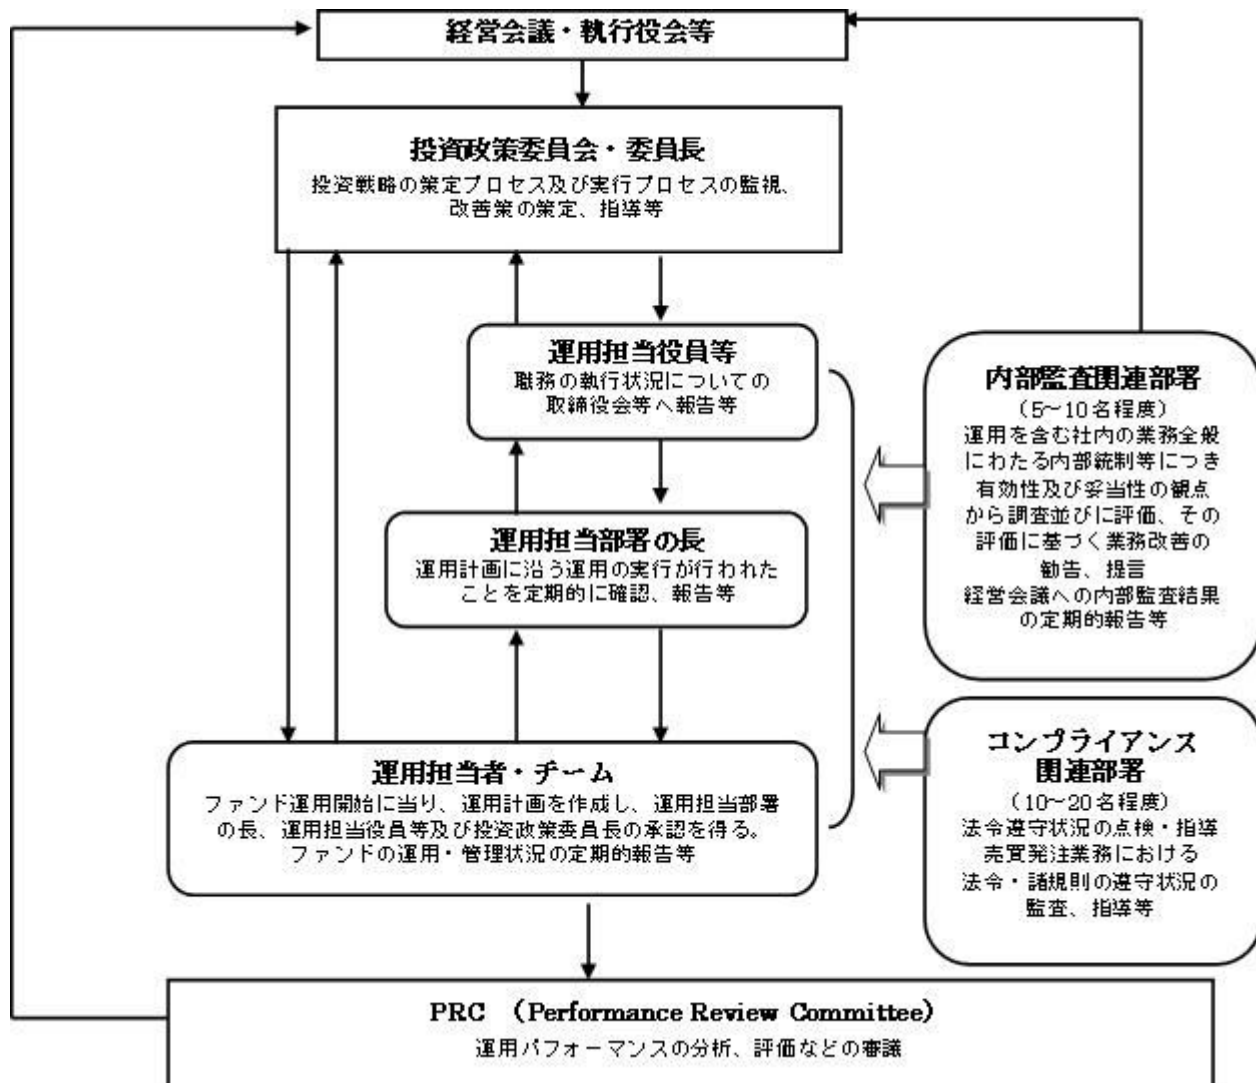 経営会議・執行役会等
投資政策委員会・委員長
投資戦略の策定プロセス及び実行プロセスの監視、
改善策の策定、指導等
運用担当役員等
職務の執行状況についての
取締役会等へ報告等
運用担当部署の長
運用計画に沿う運用の実行が行われた
ことを定期的に確認、報告等
運用担当者・チーム
ファンド運用開始に当り、運用計画を作成し、運用担当部署
の長、運用担当役員等及び投資政策委員長の承認を得る。
ファンドの運用・管理状況の定期的報告等
内部監査関連部署
（5～10名程度）
運用を含む社内の業務全般
にわたる内部統制等につき
有効性及び妥当性の観点
から調査並びに評価、その
評価に基づく業務改善の
勧告、提言
経営会議への内部監査結果
の定期的報告等
コンプライアンス
関連部署
（10～20名程度）
法令遵守状況の点検・指導
売買発注業務における
法令・諸規則の遵守状況の
監査、指導等
PRC （Performance Review Committee）
運用パフォーマンスの分析、評価などの審議